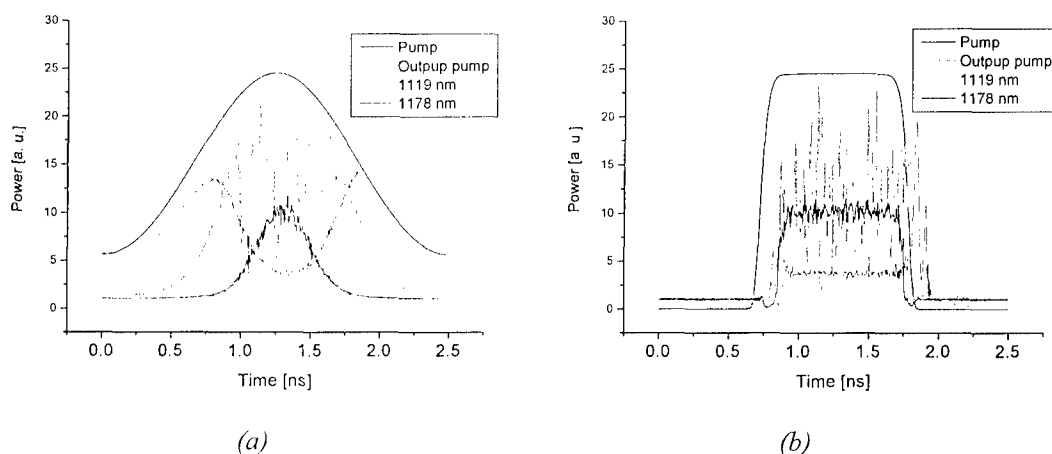 30
25
20
15
10
5
0
Power [a. u.]
Pump
Outpup pump
1119 nm
1178 nm
0.0 0.5 1.0 1.5 2.0 2.5
Time [ns]
(a)
30
25
20
15
10
5
0
Power [a u]
Pump
Outpup pump
1119 nm
1178 nm
0.0 0.5 1.0 1.5 2.0 2.5
Time [ns]
(b)